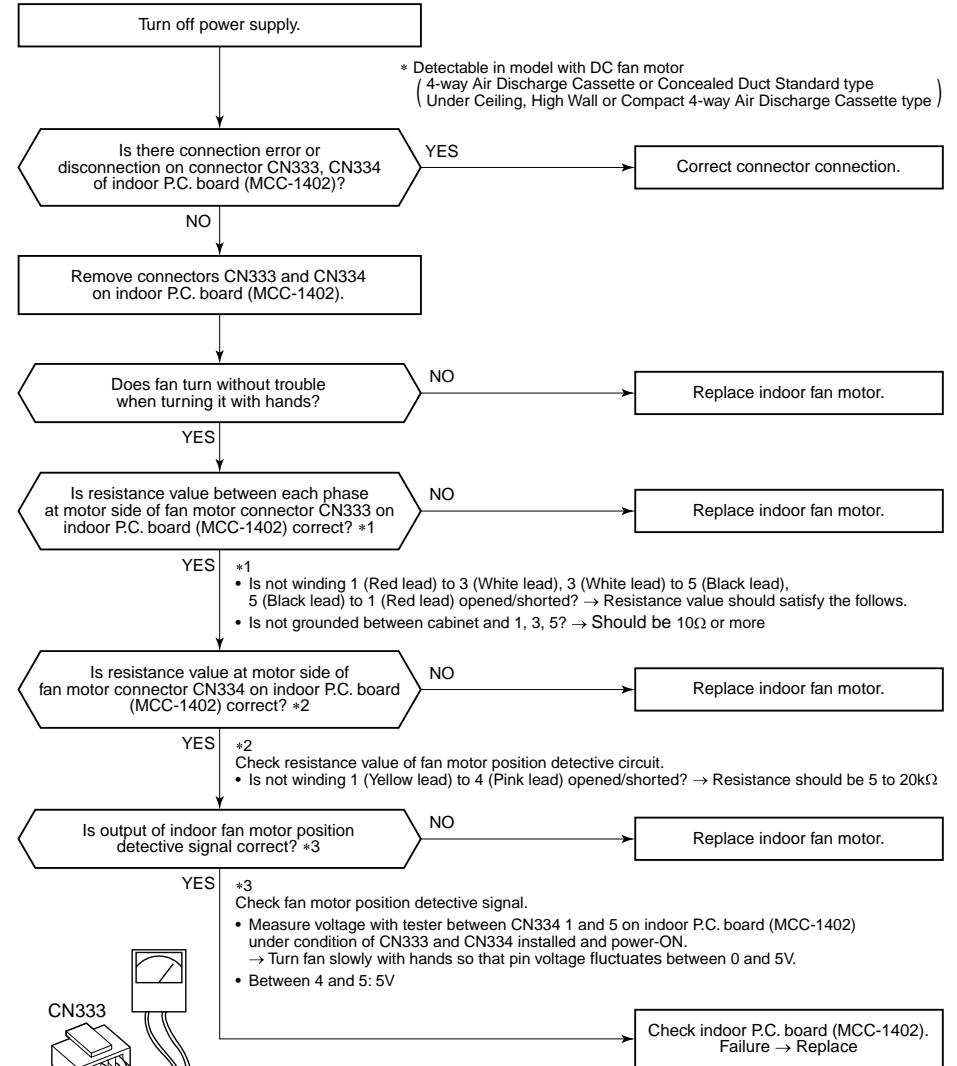 Turn off power supply.
* Detectable in model with DC fan motor
( 4-way Air Discharge Cassette or Concealed Duct Standard type
Under Ceiling, High Wall or Compact 4-way Air Discharge Cassette type )
Is there connection error or
disconnection on connector CN333, CN334
of indoor P.C. board (MCC-1402)?
YES
Correct connector connection.
NO
Remove connectors CN333 and CN334
on indoor P.C. board (MCC-1402).
Does fan turn without trouble
when turning it with hands?
NO
Replace indoor fan motor.
YES
Is resistance value between each phase
at motor side of fan motor connector CN333 on
indoor P.C. board (MCC-1402) correct? *1
NO
Replace indoor fan motor.
YES
*1
• Is not winding 1 (Red lead) to 3 (White lead), 3 (White lead) to 5 (Black lead),
5 (Black lead) to 1 (Red lead) opened/shorted? → Resistance value should satisfy the follows.
• Is not grounded between cabinet and 1, 3, 5? → Should be 10Ω or more
Is resistance value at motor side of
fan motor connector CN334 on indoor P.C. board
(MCC-1402) correct? *2
NO
Replace indoor fan motor.
YES
*2
Check resistance value of fan motor position detective circuit.
• Is not winding 1 (Yellow lead) to 4 (Pink lead) opened/shorted? → Resistance should be 5 to 20kΩ
Is output of indoor fan motor position
detective signal correct? *3
NO
Replace indoor fan motor.
YES
*3
Check fan motor position detective signal.
• Measure voltage with tester between CN334 1 and 5 on indoor P.C. board (MCC-1402)
under condition of CN333 and CN334 installed and power-ON.
→ Turn fan slowly with hands so that pin voltage fluctuates between 0 and 5V.
• Between 4 and 5: 5V
CN333
Check indoor P.C. board (MCC-1402).
Failure → Replace